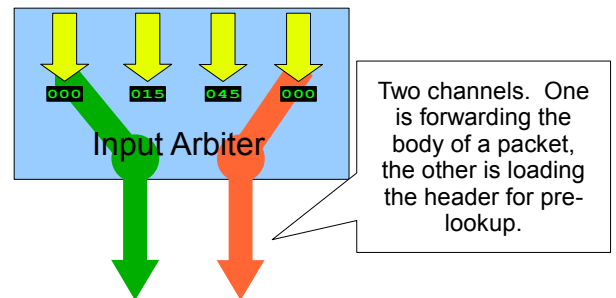 000 015 045 000
Input Arbiter
Two channels. One
is forwarding the
body of a packet,
the other is loading
the header for pre-
lookup.